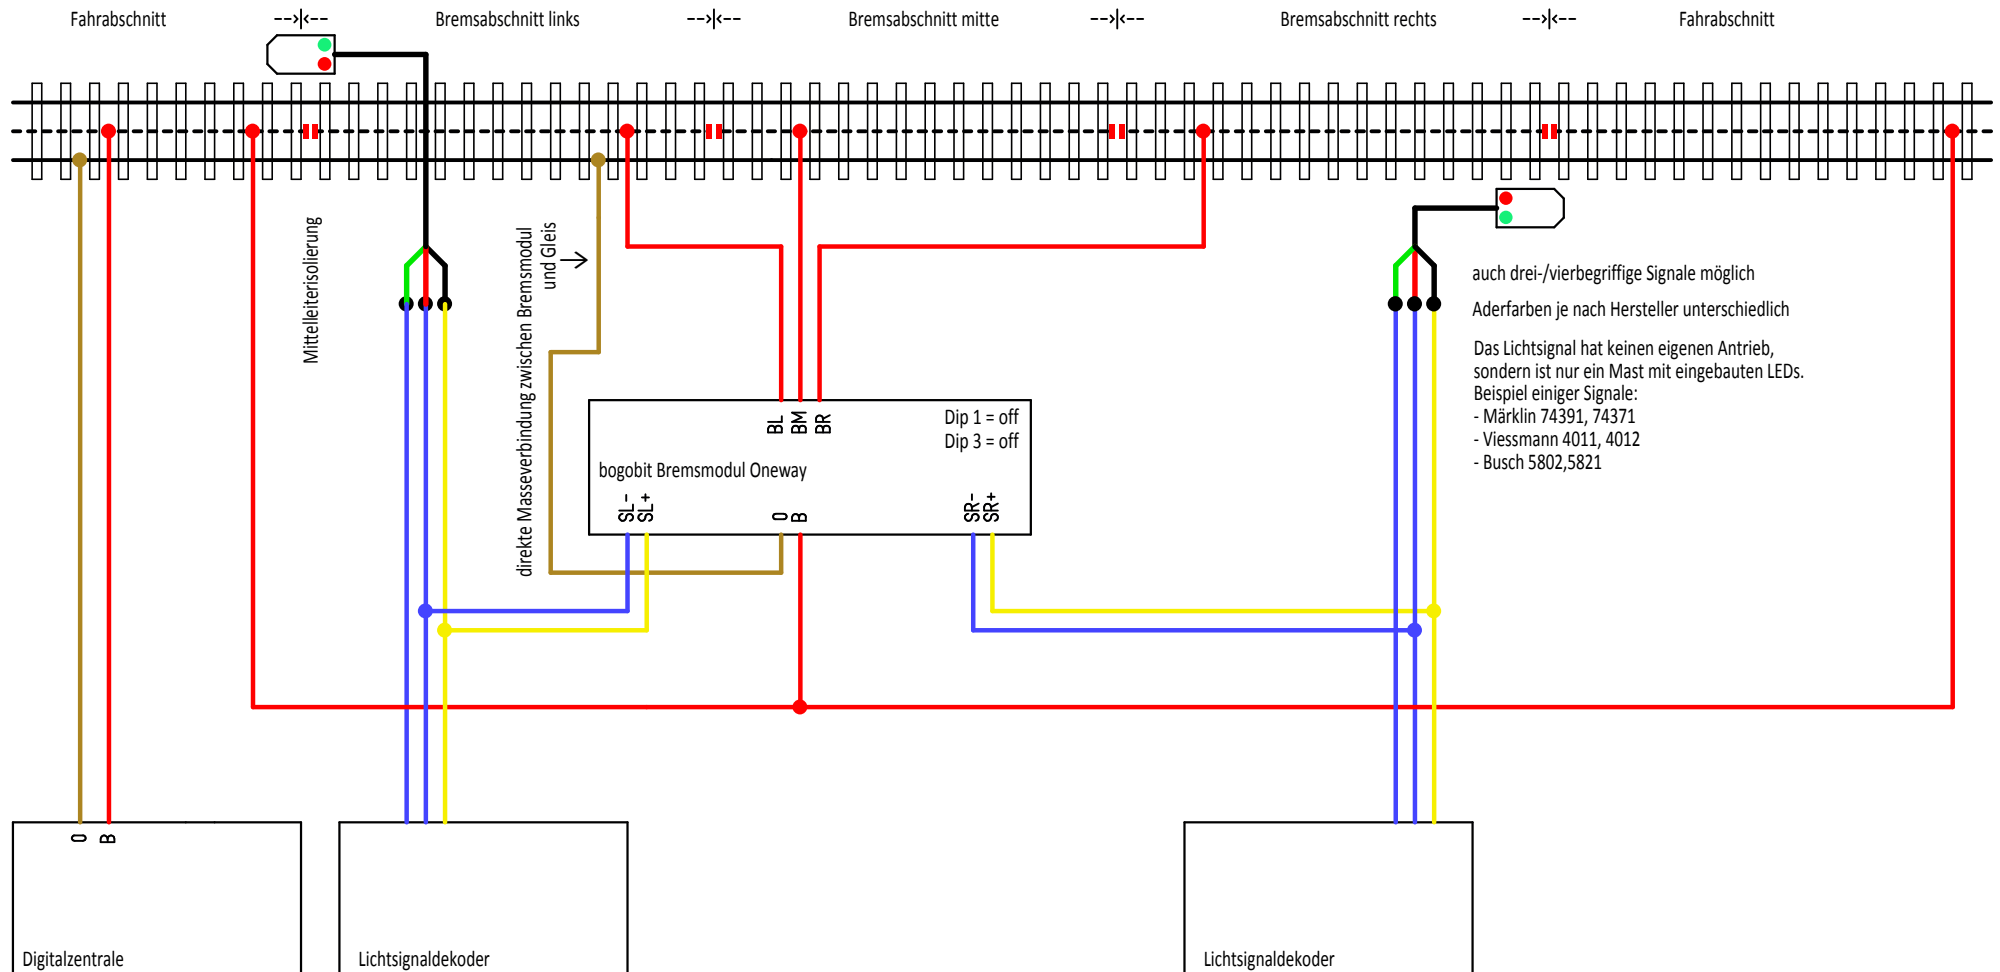 Fahrabschnitt
-->|<--
Bremsabschnitt links
-->|<--
Bremsabschnitt mitte
-->|<--
Bremsabschnitt rechts
-->|<--
Fahrabschnitt
Mittelleiterisolierung
direkte Masseverbindung zwischen Bremsmodul
und Gleis
auch drei-/vierbegriffige Signale möglich
Aderfarben je nach Hersteller unterschiedlich
Das Lichtsignal hat keinen eigenen Antrieb,
sondern ist nur ein Mast mit eingebauten LEDs.
Beispiel einiger Signale:
- Märklin 74391, 74371
- Viessmann 4011, 4012
- Busch 5802,5821
BL
BM
BR
Dip 1 = off
Dip 3 = off
bogobit Bremsmodul Oneway
SL-
SL+
0
B
SR-
SR+
0
B
Digitalzentrale
Lichtsignaldekoder
Lichtsignaldekoder